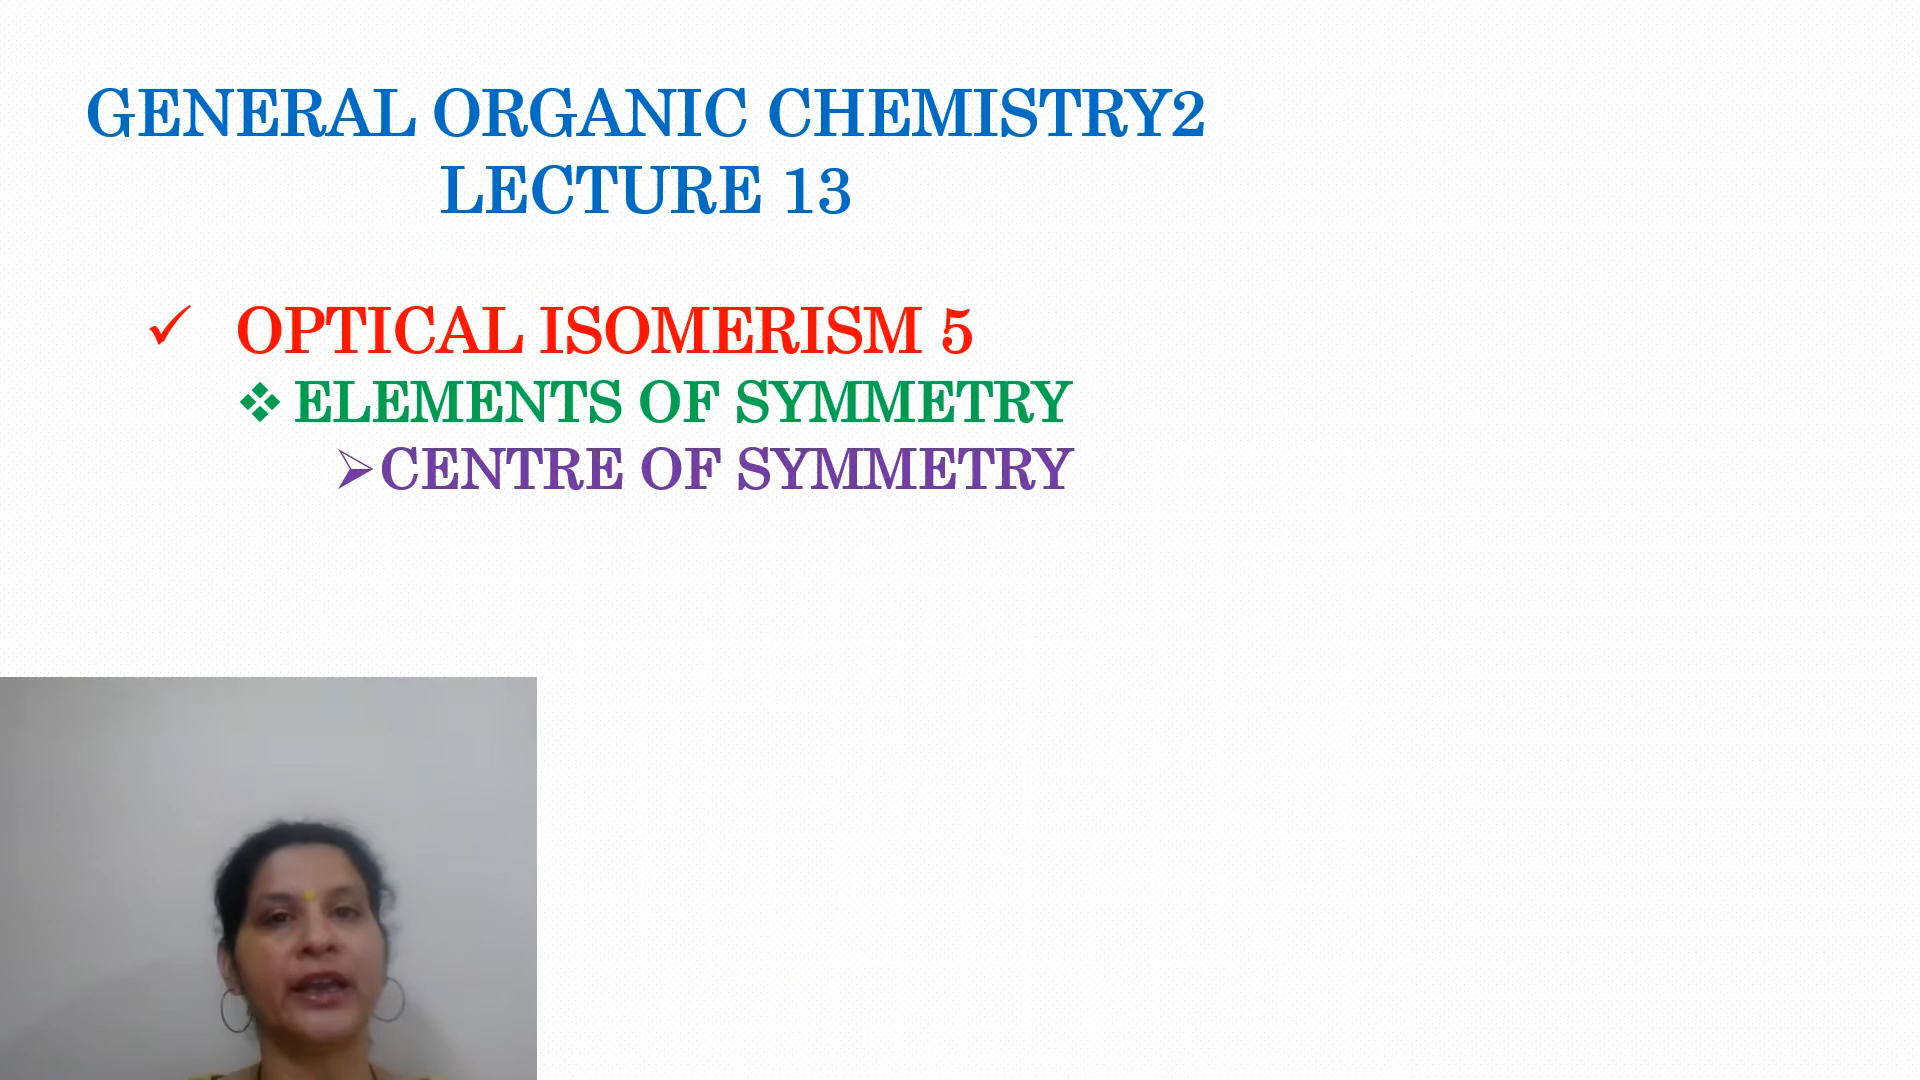 GENERAL ORGANIC CHEMISTRY2
LECTURE 13
OPTICAL ISOMERISM 5
ELEMENTS OF SYMMETRY
CENTRE OF SYMMETRY